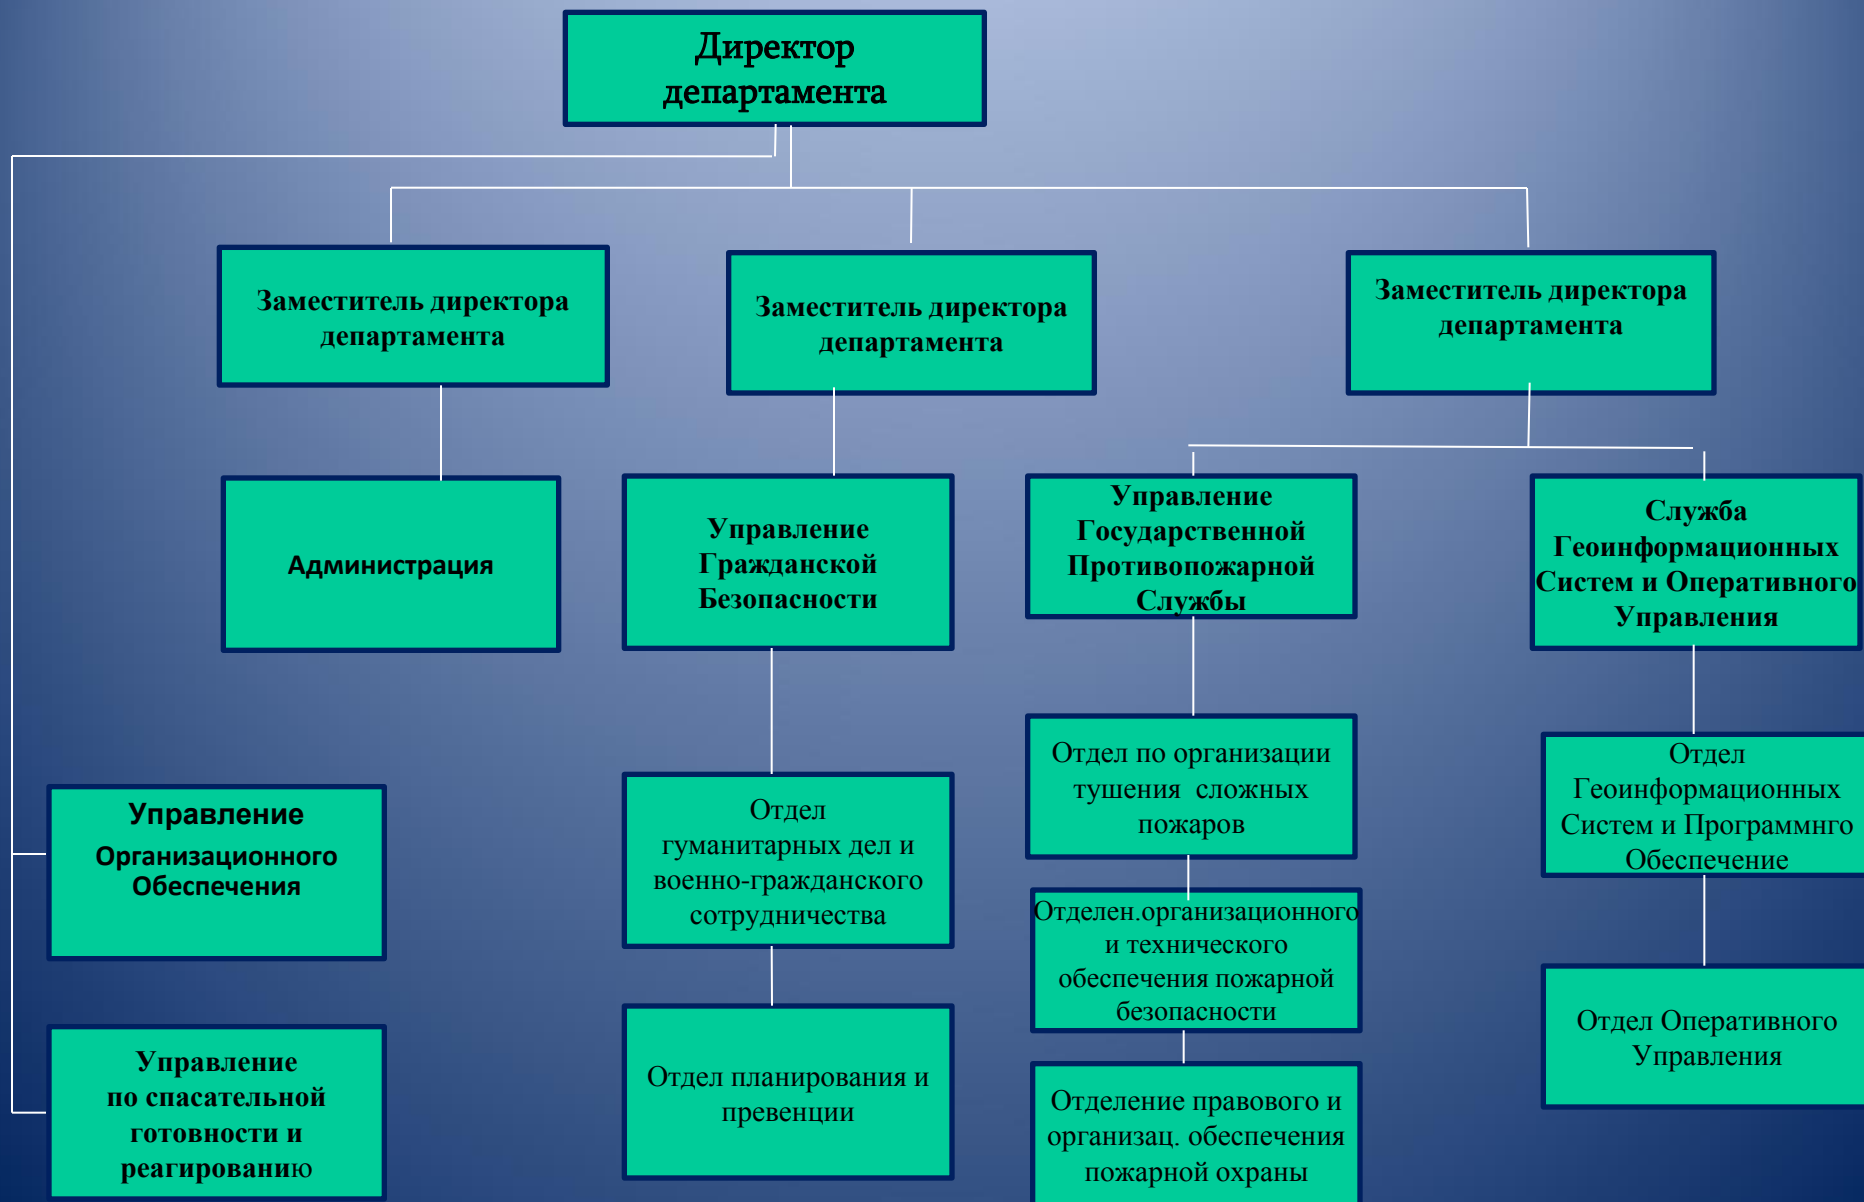 Директор
департамента
Заместитель директора
департамента
Заместитель директора
департамента
Заместитель директора
департамента
Администрация
Управление
Гражданской
Безопасности
Управление
Государственной
Противопожарной
Службы
Служба
Геоинформационных
Систем и Оперативного
Управления
Управление
Организационного
Обеспечения
Управление
по спасательной
готовности и
реагированию
Отдел
гуманитарных дел и
военно-гражданского
сотрудничества
Отдел планирования и
превенции
Отдел по организации
тушения сложных
пожаров
Отделен.организационного
и технического
обеспечения пожарной
безопасности
Отделение правового и
организац. обеспечения
пожарной охраны
Отдел
Геоинформационных
Систем и Программнго
Обеспечение
Отдел Оперативного
Управления